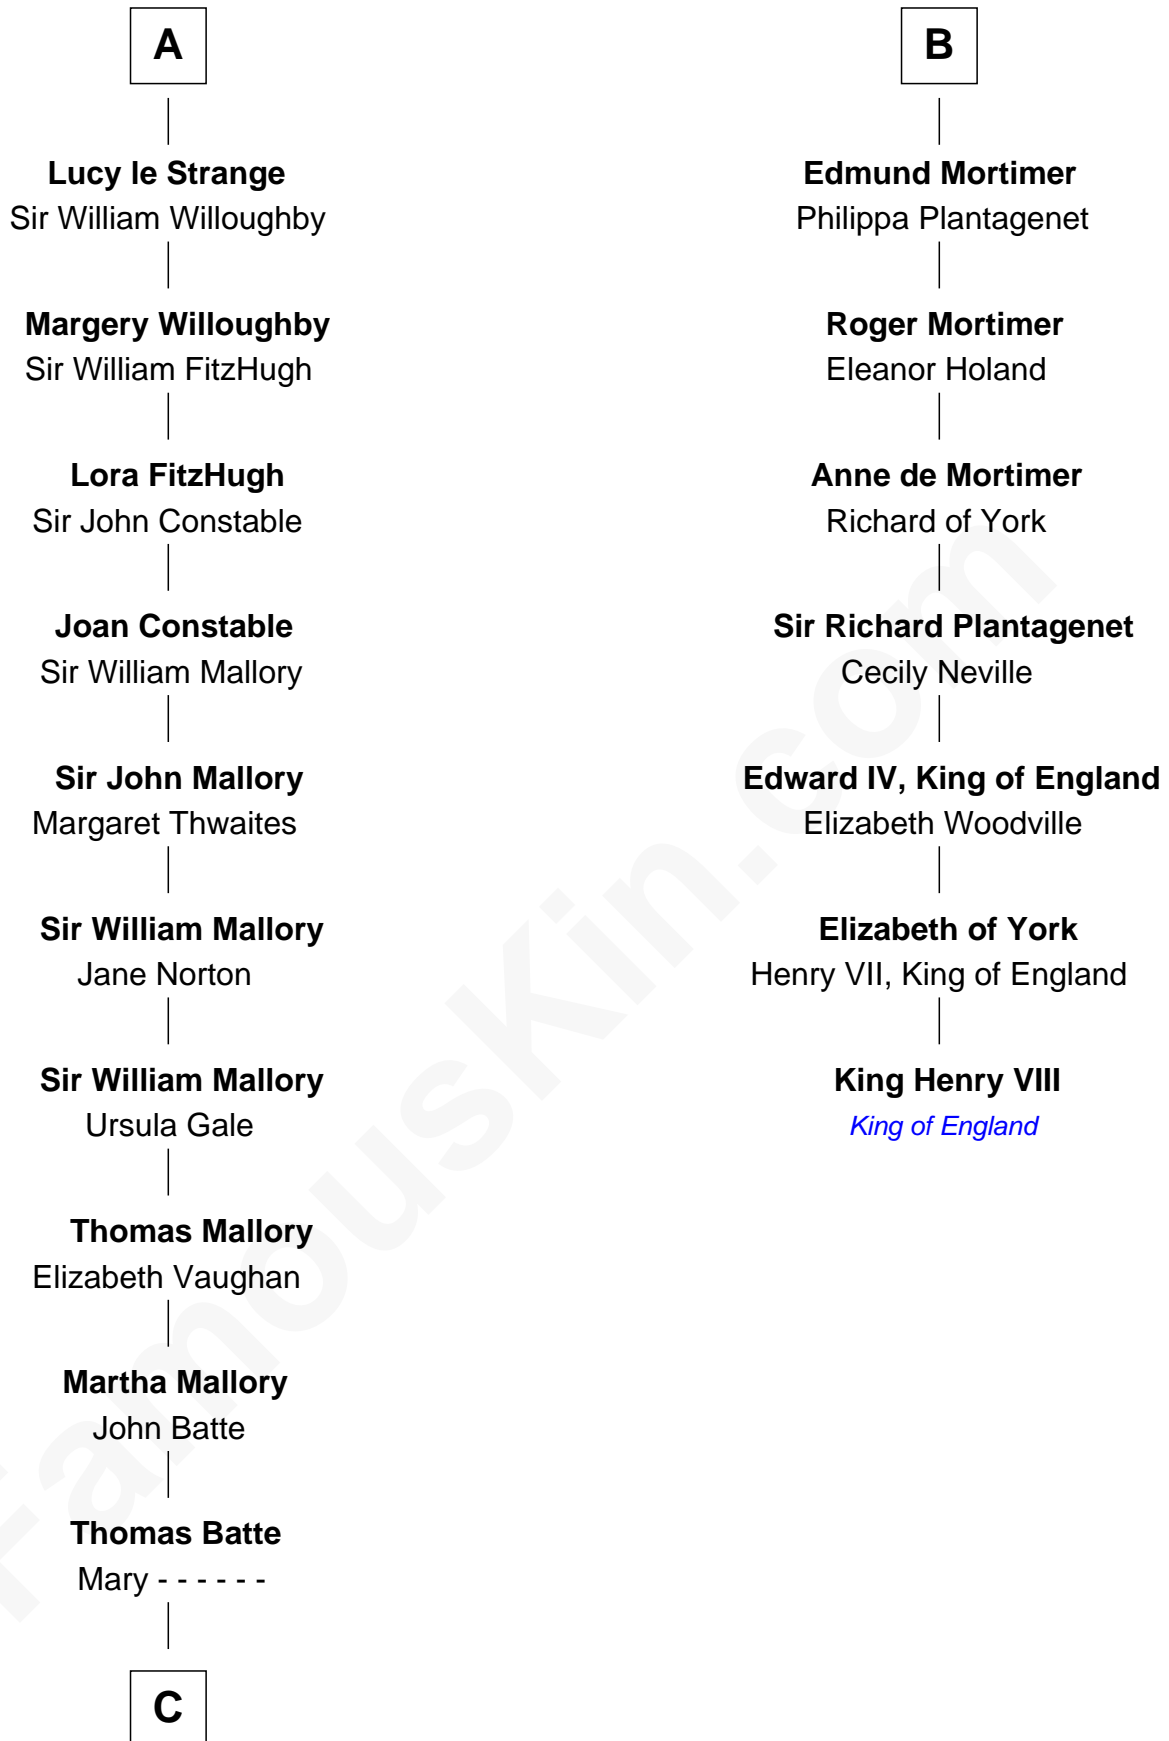 A
Lucy le Strange
Sir William Willoughby
Margery Willoughby
Sir William FitzHugh
Lora FitzHugh
Sir John Constable
Joan Constable
Sir William Mallory
Sir John Mallory
Margaret Thwaites
Sir William Mallory
Jane Norton
Sir William Mallory
Ursula Gale
Thomas Mallory
Elizabeth Vaughan
Martha Mallory
John Batte
Thomas Batte
Mary - - - - - -
C
B
Edmund Mortimer
Philippa Plantagenet
Roger Mortimer
Eleanor Holand
Anne de Mortimer
Richard of York
Sir Richard Plantagenet
Cecily Neville
Edward IV, King of England
Elizabeth Woodville
Elizabeth of York
Henry VII, King of England
King Henry VIII
King of England
FamousKin.com